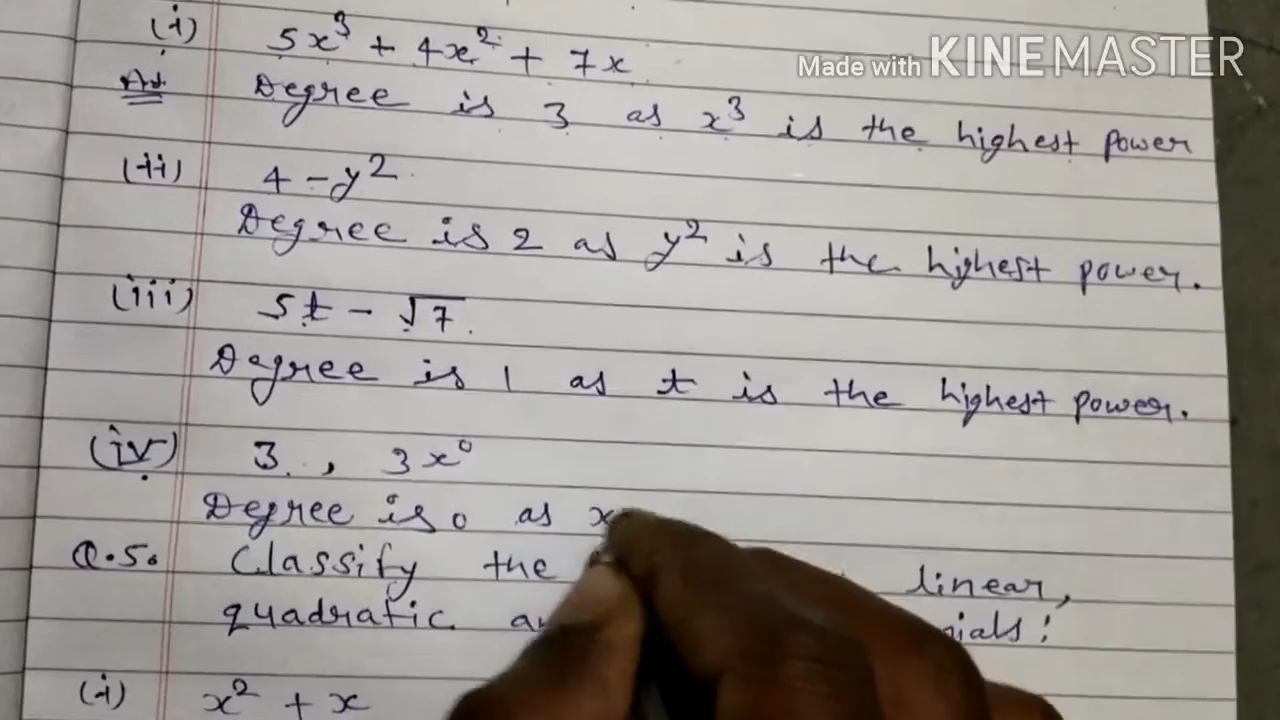 (i) 5x³ + 4x² + 7x
Made with KINEMASTER
Ans. Degree is 3 as x³ is the highest power
(ii) 4 - y²
Degree is 2 as y² is the highest power.
(iii) 5t - √7.
Degree is 1 as t is the highest power.
(iv) 3 , 3x⁰
Degree is 0 as x
Q.5. Classify the linear,
quadratic
(i) x² + x